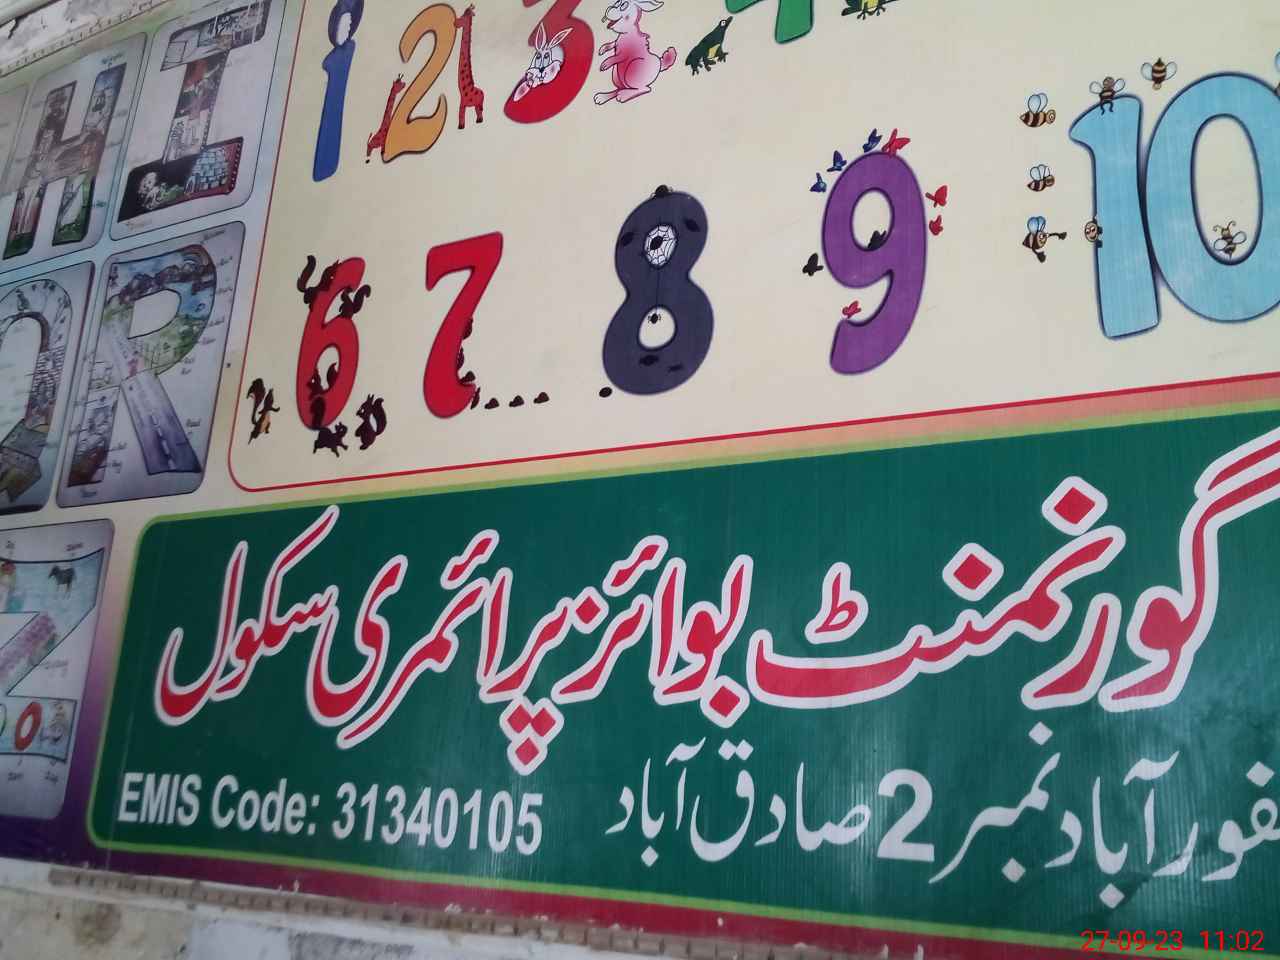 H I
1 2 3 4
6 7 8 9 10
R
Z
گورنمنٹ بوائز پرائمری سکول
آباد نمبر 2 صادق آباد
EMIS Code: 31340105
27-09-23 11:02